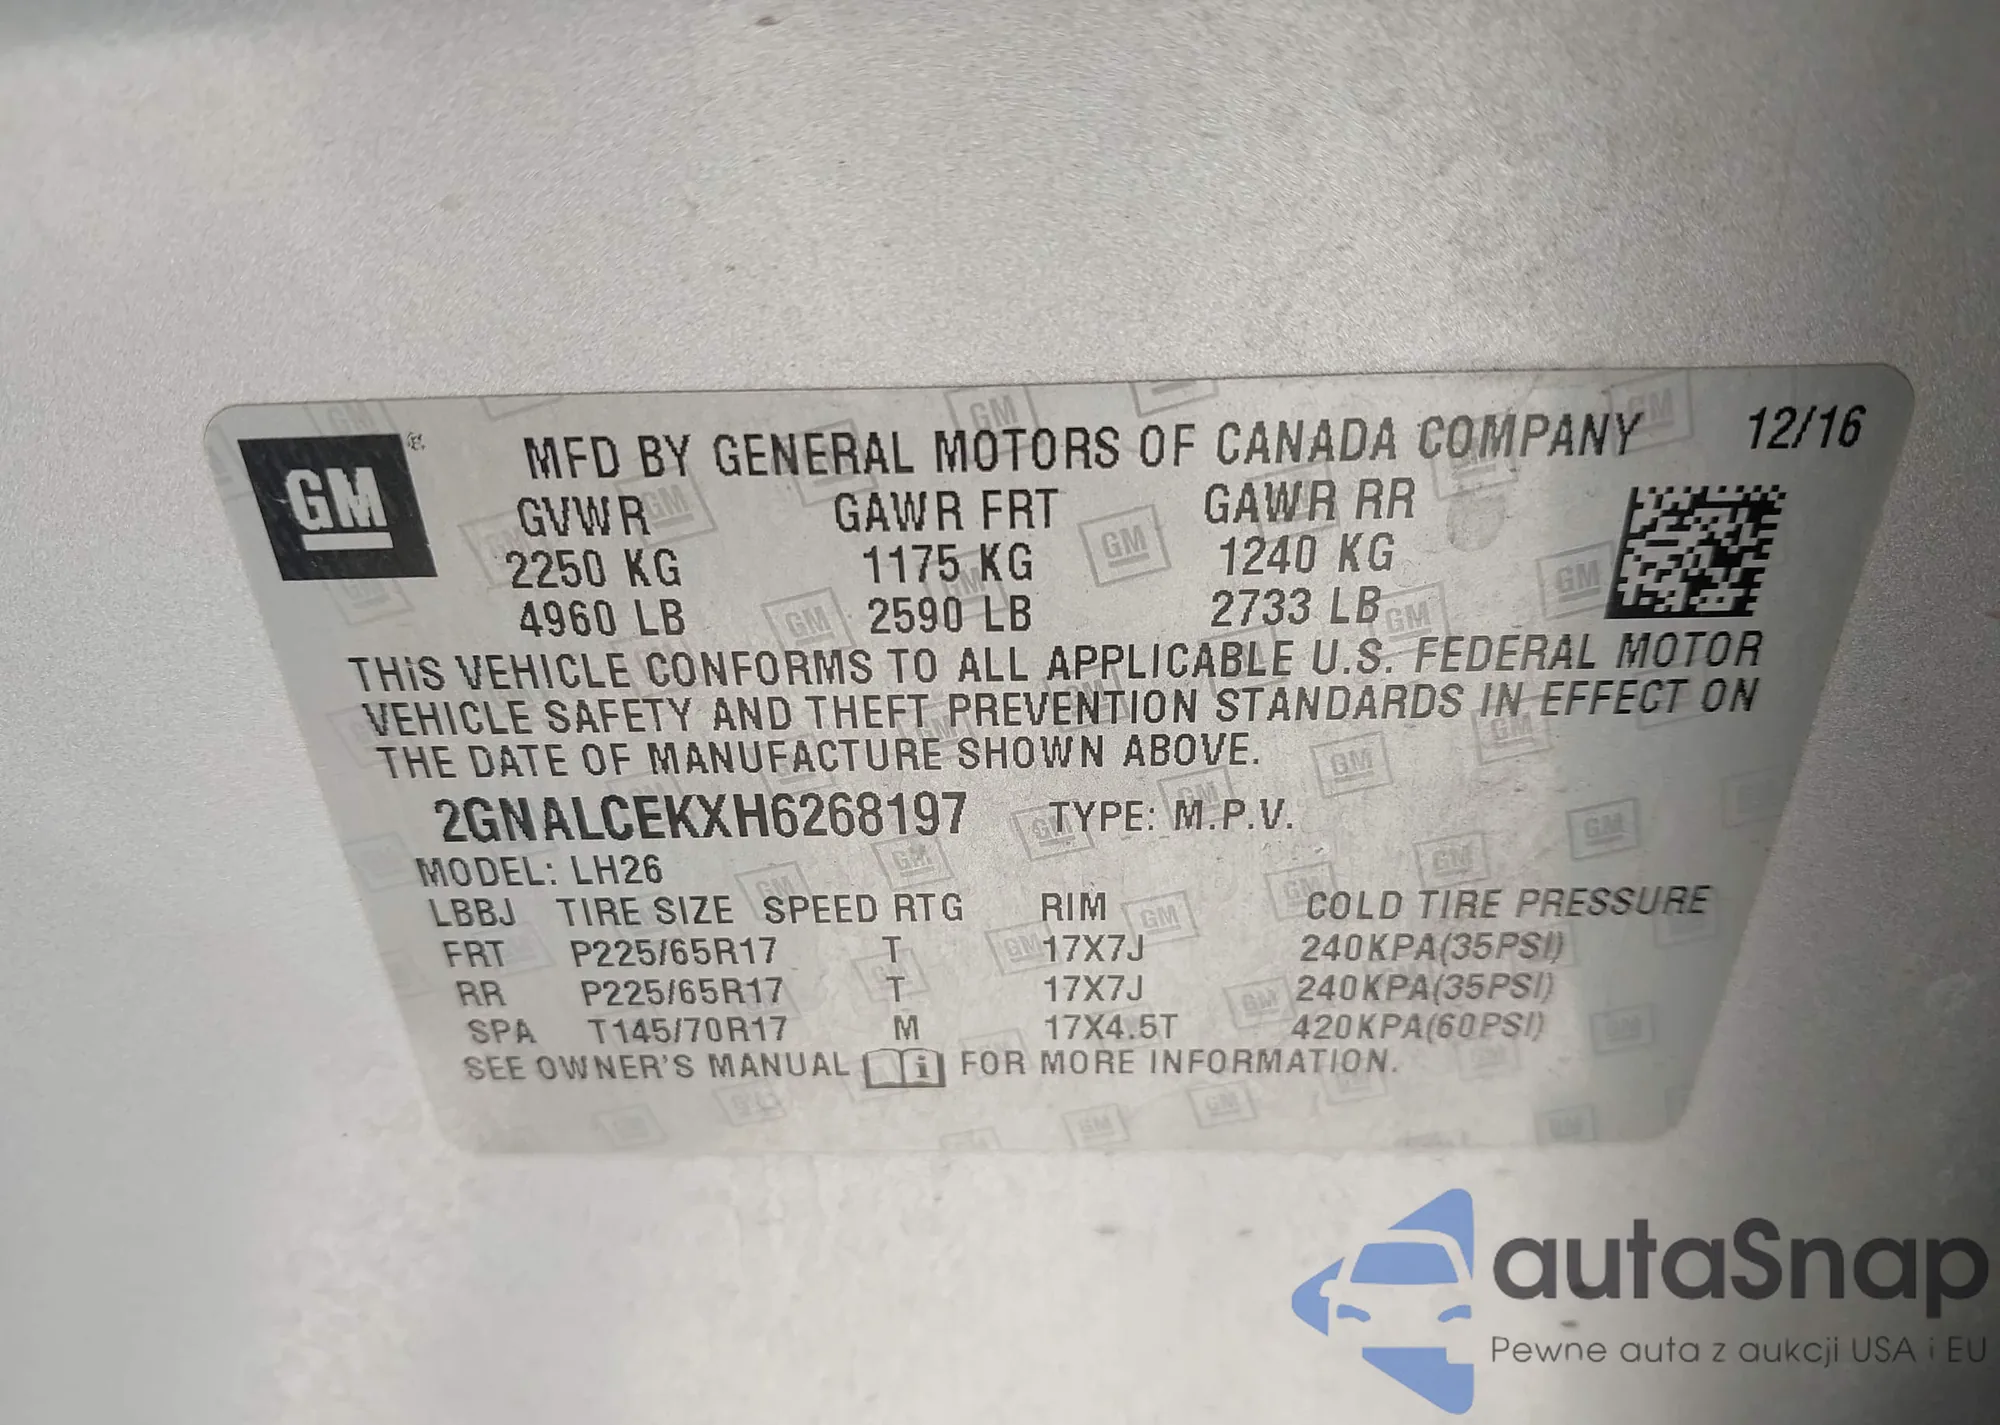 GM ®
MFD BY GENERAL MOTORS OF CANADA COMPANY 12/16
GVWR GAWR FRT GAWR RR
2250 KG 1175 KG 1240 KG
4960 LB 2590 LB 2733 LB
THIS VEHICLE CONFORMS TO ALL APPLICABLE U.S. FEDERAL MOTOR
VEHICLE SAFETY AND THEFT PREVENTION STANDARDS IN EFFECT ON
THE DATE OF MANUFACTURE SHOWN ABOVE.
2GNALCEKXH6268197 TYPE: M.P.V.
MODEL: LH26
LBBJ TIRE SIZE SPEED RTG RIM COLD TIRE PRESSURE
FRT P225/65R17 T 17X7J 240KPA(35PSI)
RR P225/65R17 T 17X7J 240KPA(35PSI)
SPA T145/70R17 M 17X4.5T 420KPA(60PSI)
SEE OWNER'S MANUAL i FOR MORE INFORMATION.
autaSnap
Pewne auta z aukcji USA i EU